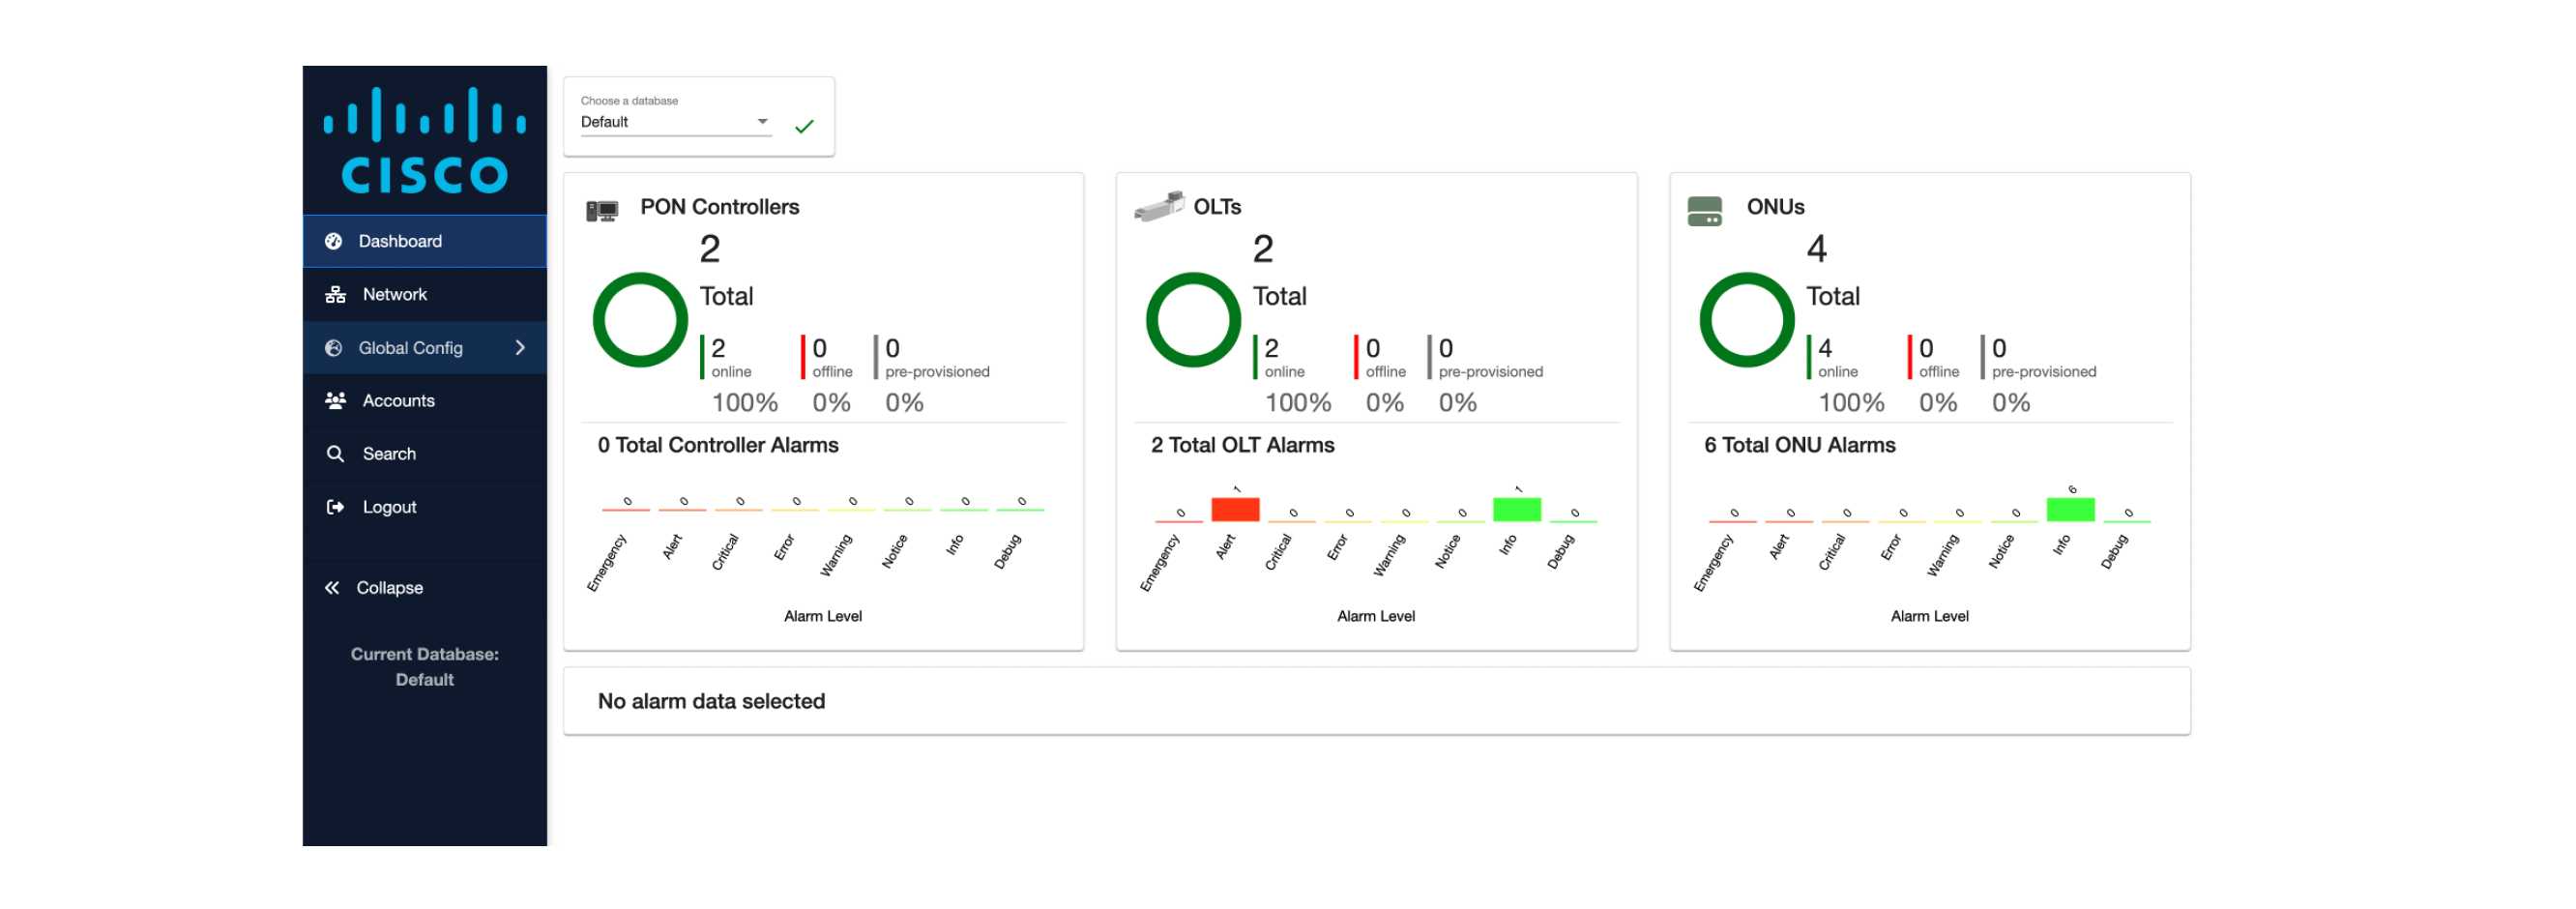 CISCO
Dashboard
Network
Global Config
Accounts
Search
Logout
Collapse
Current Database:
Default
Choose a database
Default
PON Controllers
2
Total
2 0 0
online offline pre-provisioned
100% 0% 0%
0 Total Controller Alarms
0 0 0 0 0 0 0 0
Emergency Alert Critical Error Warning Notice Info Debug
Alarm Level
OLTs
2
Total
2 0 0
online offline pre-provisioned
100% 0% 0%
2 Total OLT Alarms
0 1 0 0 0 0 1 0
Emergency Alert Critical Error Warning Notice Info Debug
Alarm Level
ONUs
4
Total
4 0 0
online offline pre-provisioned
100% 0% 0%
6 Total ONU Alarms
0 0 0 0 0 0 6 0
Emergency Alert Critical Error Warning Notice Info Debug
Alarm Level
No alarm data selected